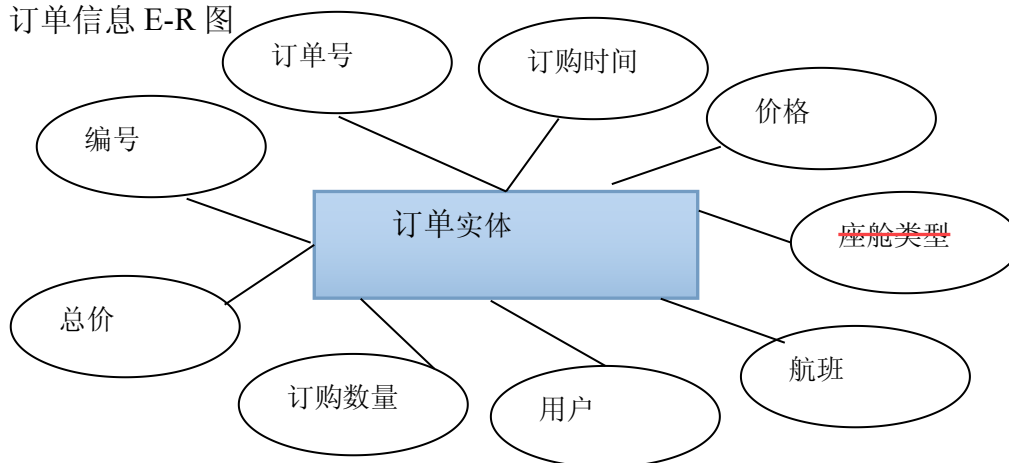 订单信息 E-R 图
订单号
订购时间
价格
编号
订单实体
座舱类型
总价
订购数量
用户
航班